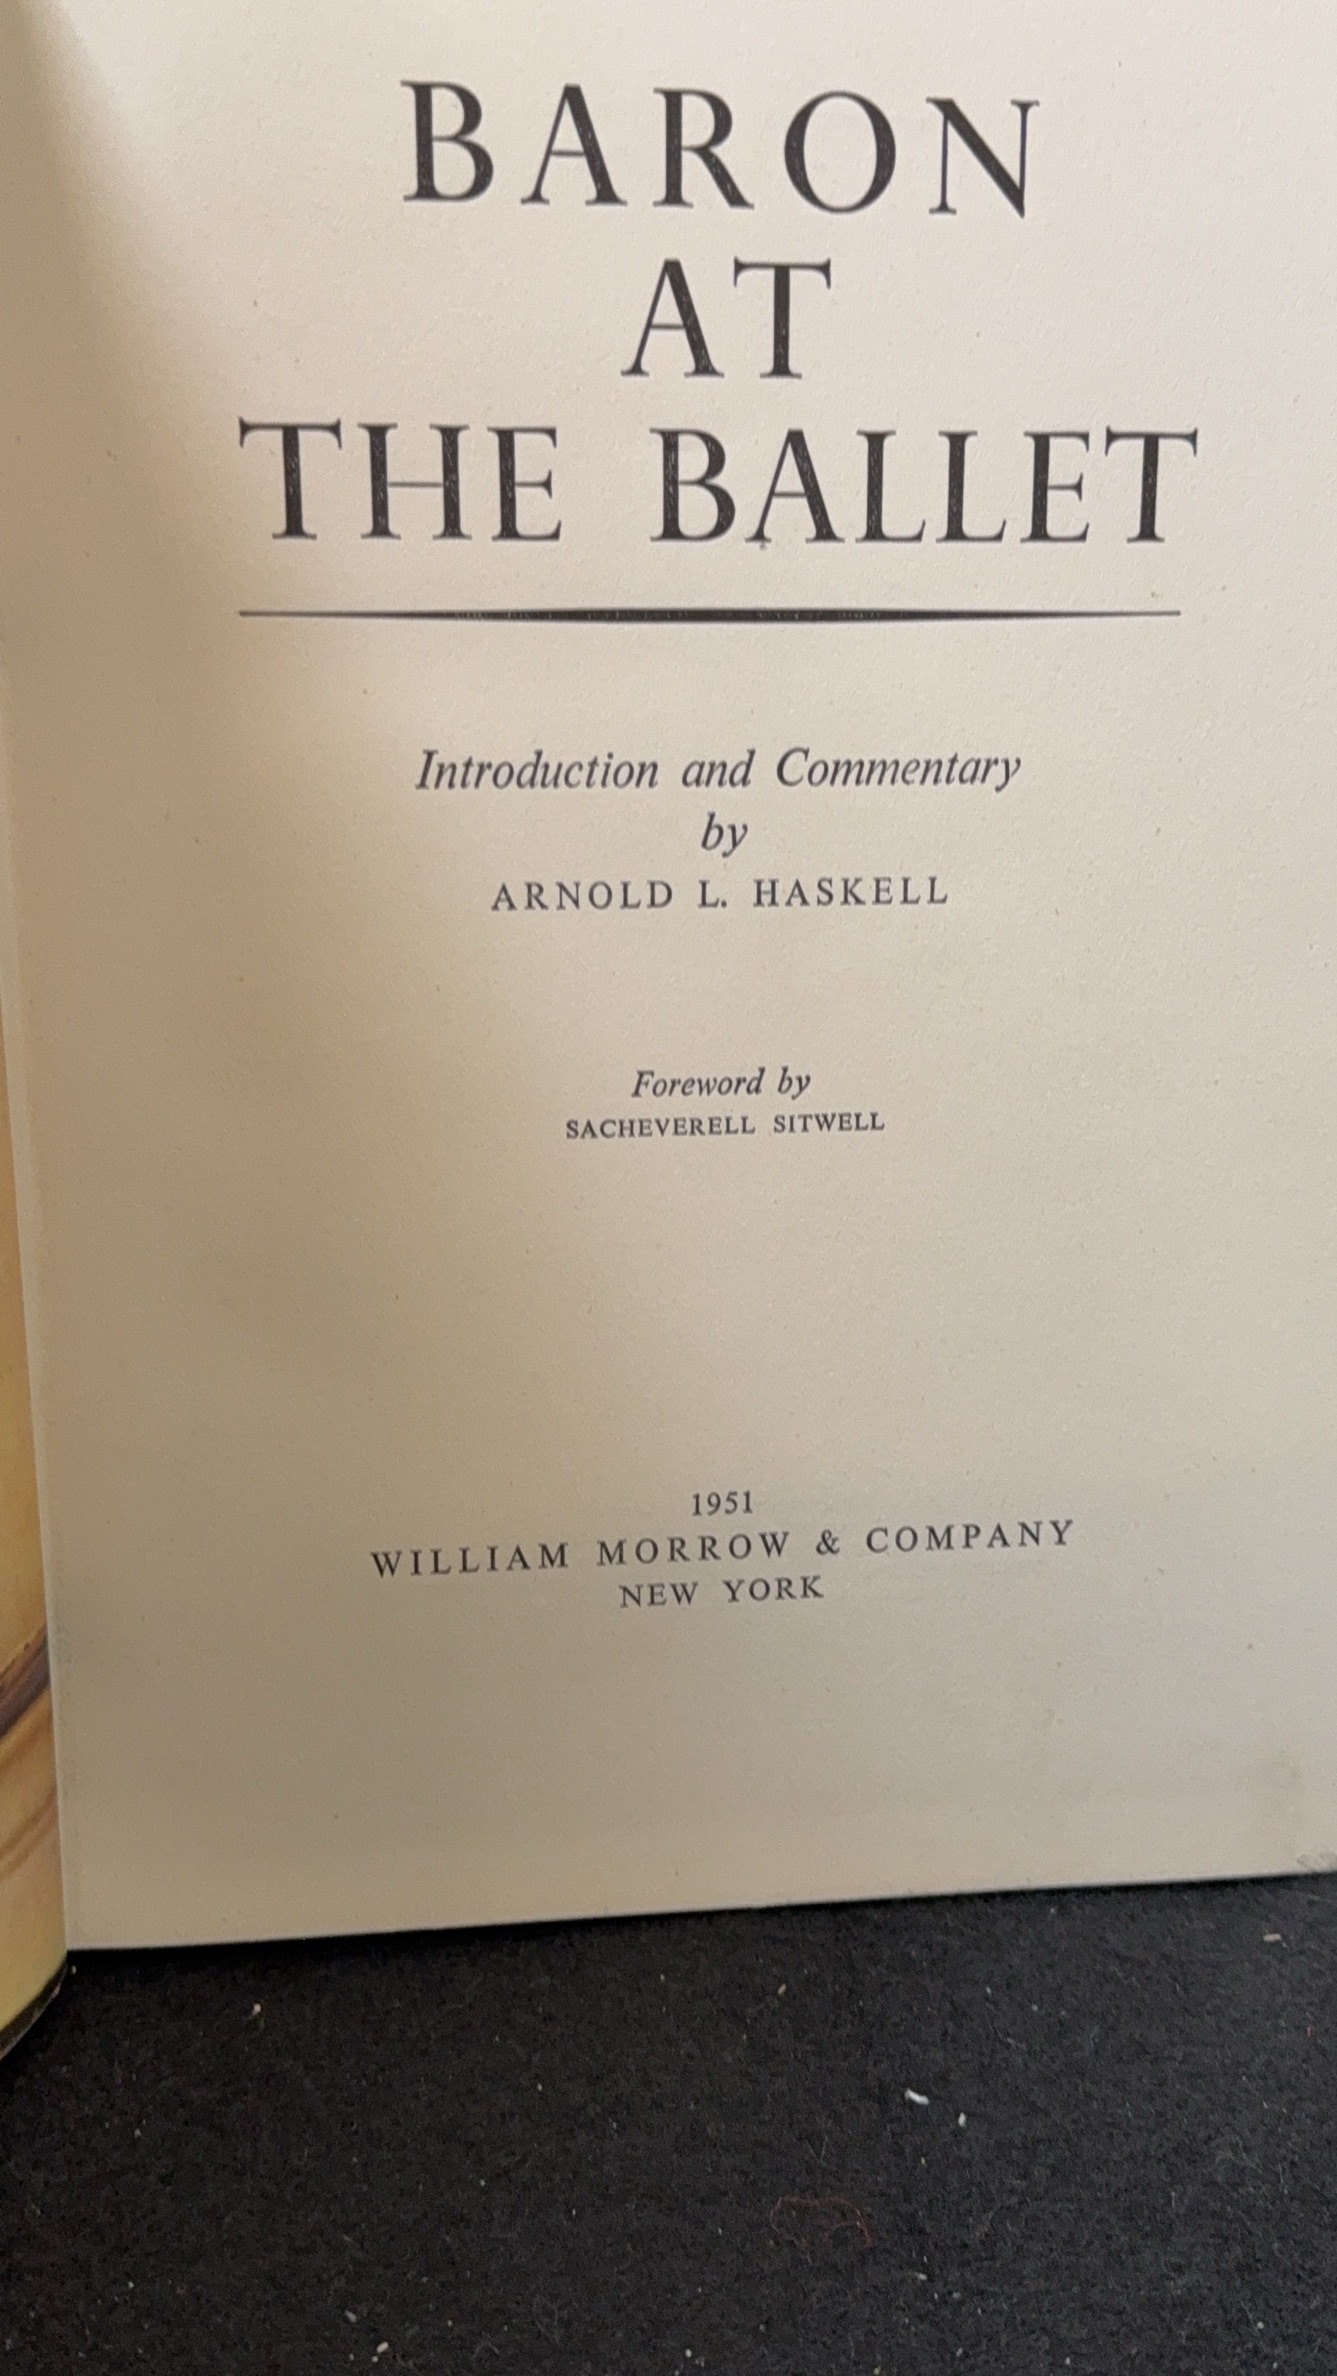 BARON
AT
THE BALLET
Introduction and Commentary
by
ARNOLD L. HASKELL
Foreword by
SACHEVERELL SITWELL
1951
WILLIAM MORROW & COMPANY
NEW YORK